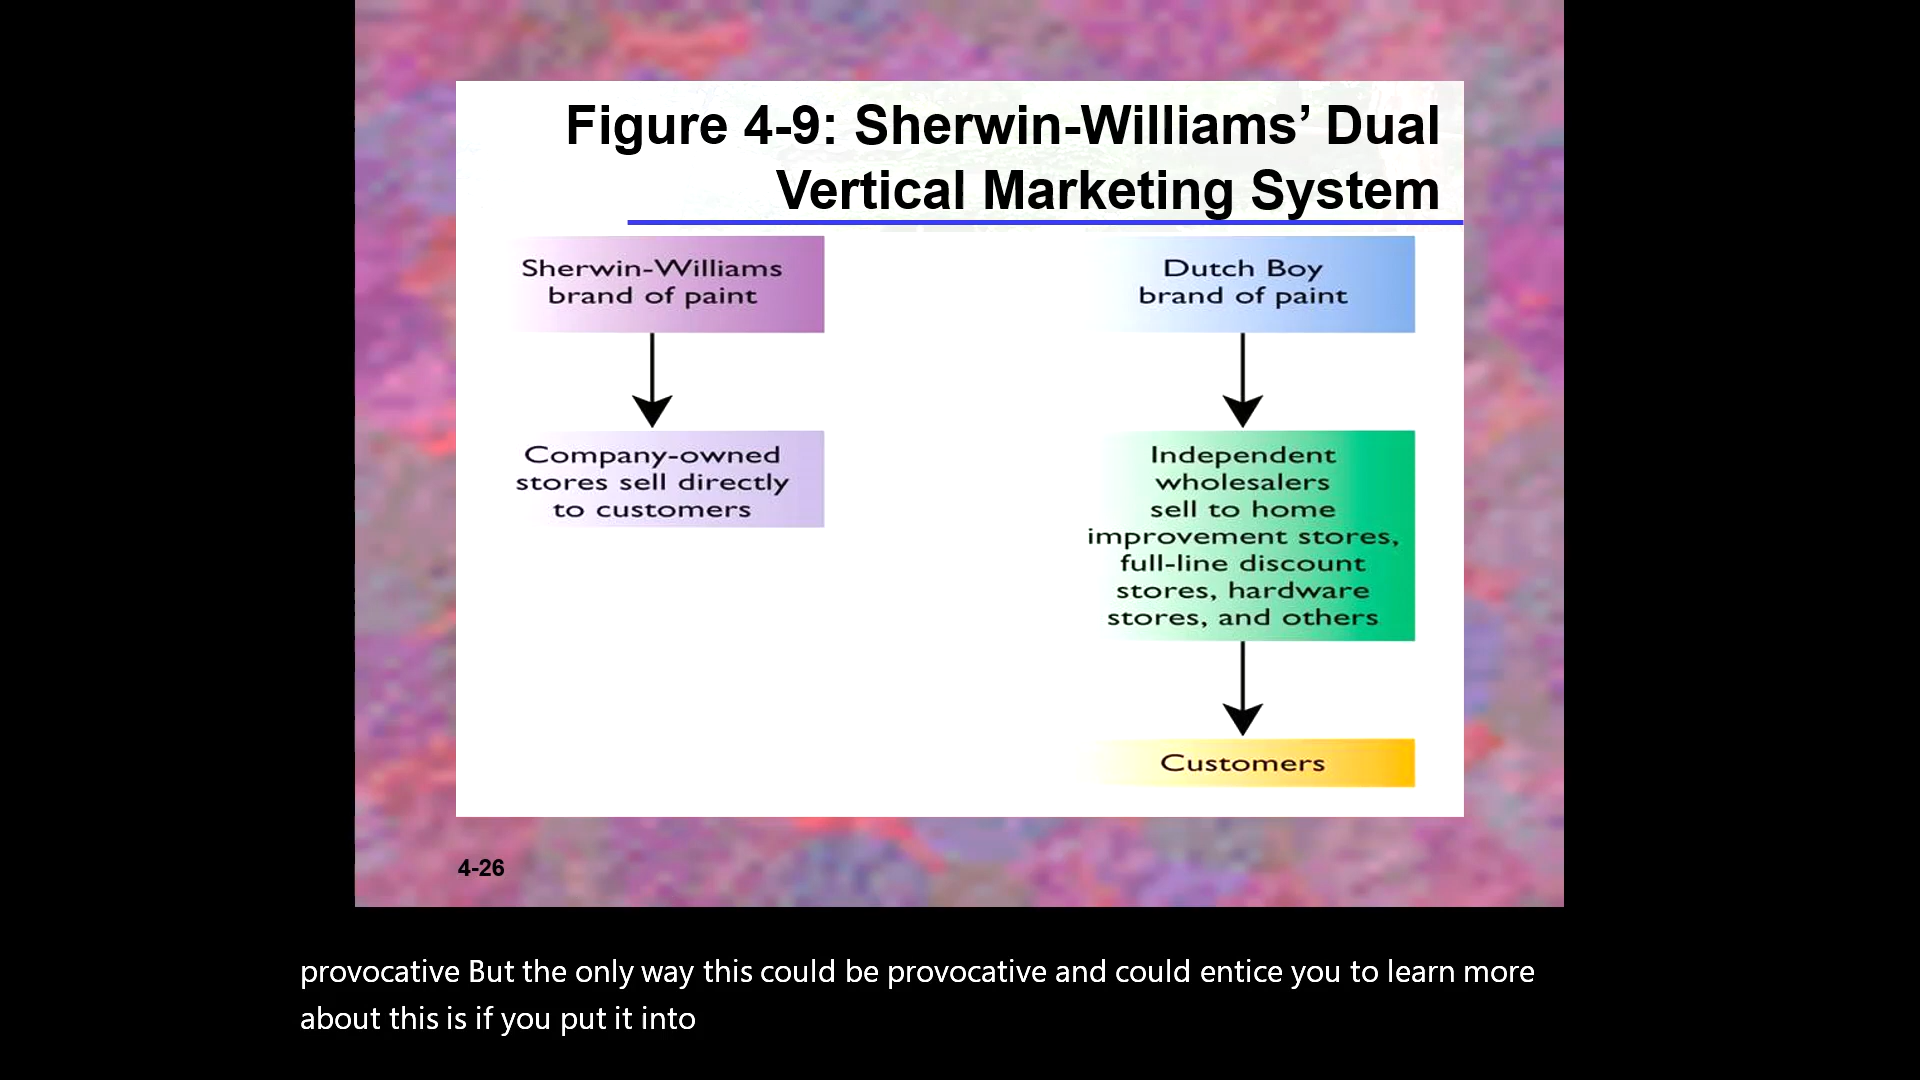 Figure 4-9: Sherwin-Williams’ Dual
Vertical Marketing System
Sherwin-Williams
brand of paint
Company-owned
stores sell directly
to customers
Dutch Boy
brand of paint
Independent
wholesalers
sell to home
improvement stores,
full-line discount
stores, hardware
stores, and others
Customers
4-26
provocative But the only way this could be provocative and could entice you to learn more
about this is if you put it into